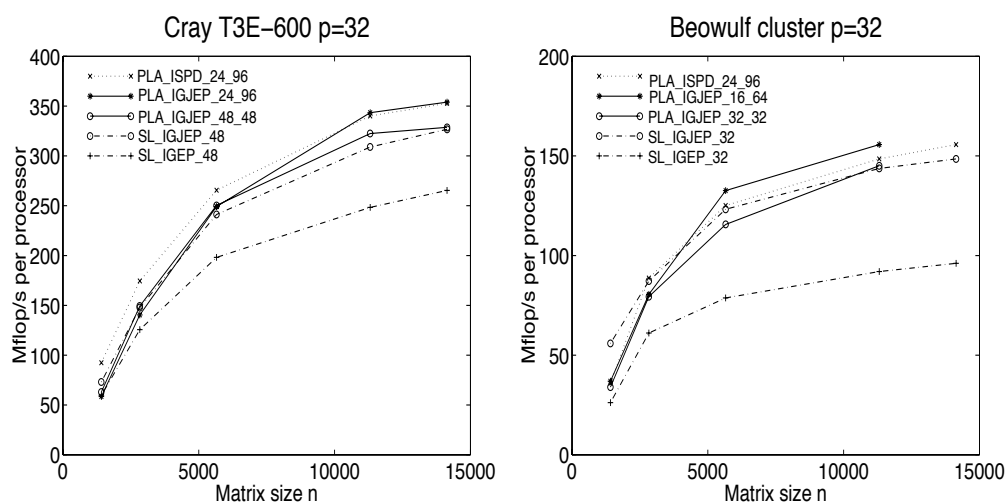 Cray T3E−600 p=32
400
350
300
250
200
150
100
50
0
Mflop/s per processor
PLA_ISPD_24_96
PLA_IGJEP_24_96
PLA_IGJEP_48_48
SL_IGJEP_48
SL_IGEP_48
0 5000 10000 15000
Matrix size n
Beowulf cluster p=32
200
150
100
50
0
Mflop/s per processor
PLA_ISPD_24_96
PLA_IGJEP_16_64
PLA_IGJEP_32_32
SL_IGJEP_32
SL_IGEP_32
0 5000 10000 15000
Matrix size n